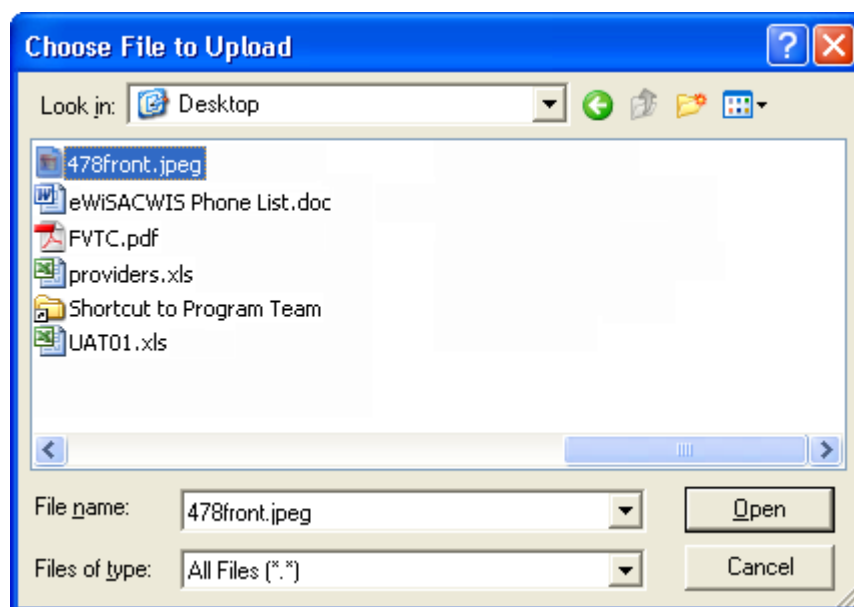 Choose File to Upload
Look in: Desktop
478front.jpeg
eWiSACWIS Phone List.doc
FVTC.pdf
providers.xls
Shortcut to Program Team
UAT01.xls
File name: 478front.jpeg Open
Files of type: All Files (*.*) Cancel